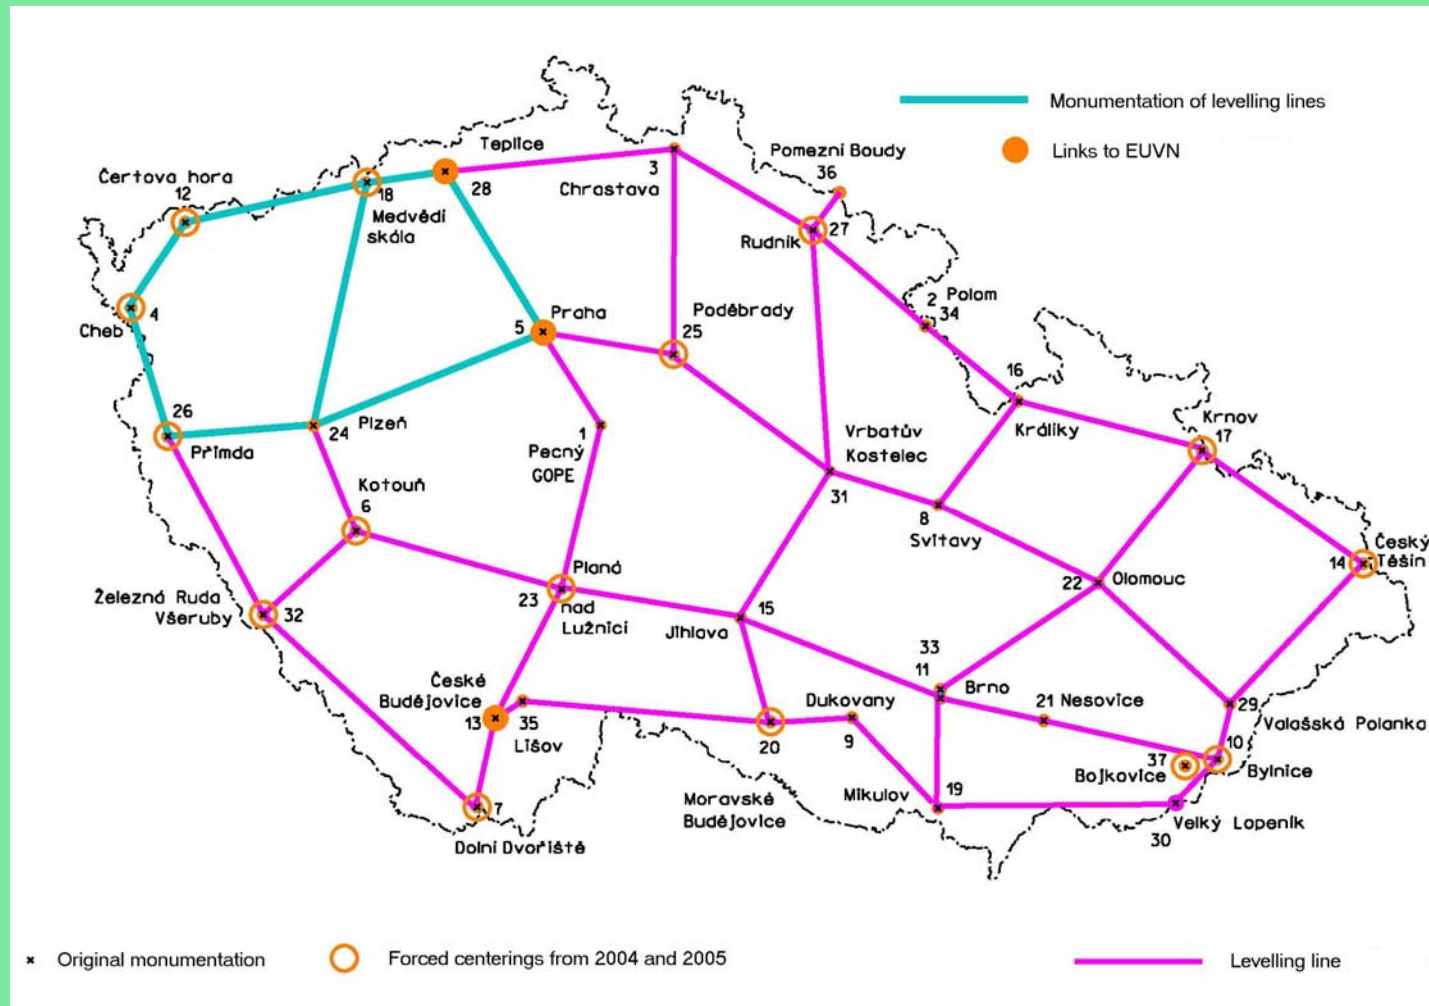 Monumentation of levelling lines
Links to EUVN
Teplice
28
Pomezní Boudy
36
3
Chrastava
Čertova hora
12
18
Medvědí
skála
Rudník
27
4
Cheb
Praha
5
Poděbrady
25
2
Polom
34
16
Králíky
26
Přimda
24
Plzeň
1
Pecný
GOPE
Vrbatův
Kostelec
31
Krnov
17
Kotouň
6
8
Svitavy
Český
Těšín
14
Planá
23
nad
Lužnicí
22
Olomouc
Železná Ruda
Všeruby
32
Jihlava
15
33
11
Brno
České
Budějovice
13
35
Lišov
Dukovany
9
21 Nesovice
29
Valašská Polanka
20
Moravské
Budějovice
10
Bylnice
37
Bojkovice
Mikulov
19
Velký Lopeník
30
7
Dolní Dvořiště
Original monumentation
Forced centerings from 2004 and 2005
Levelling line